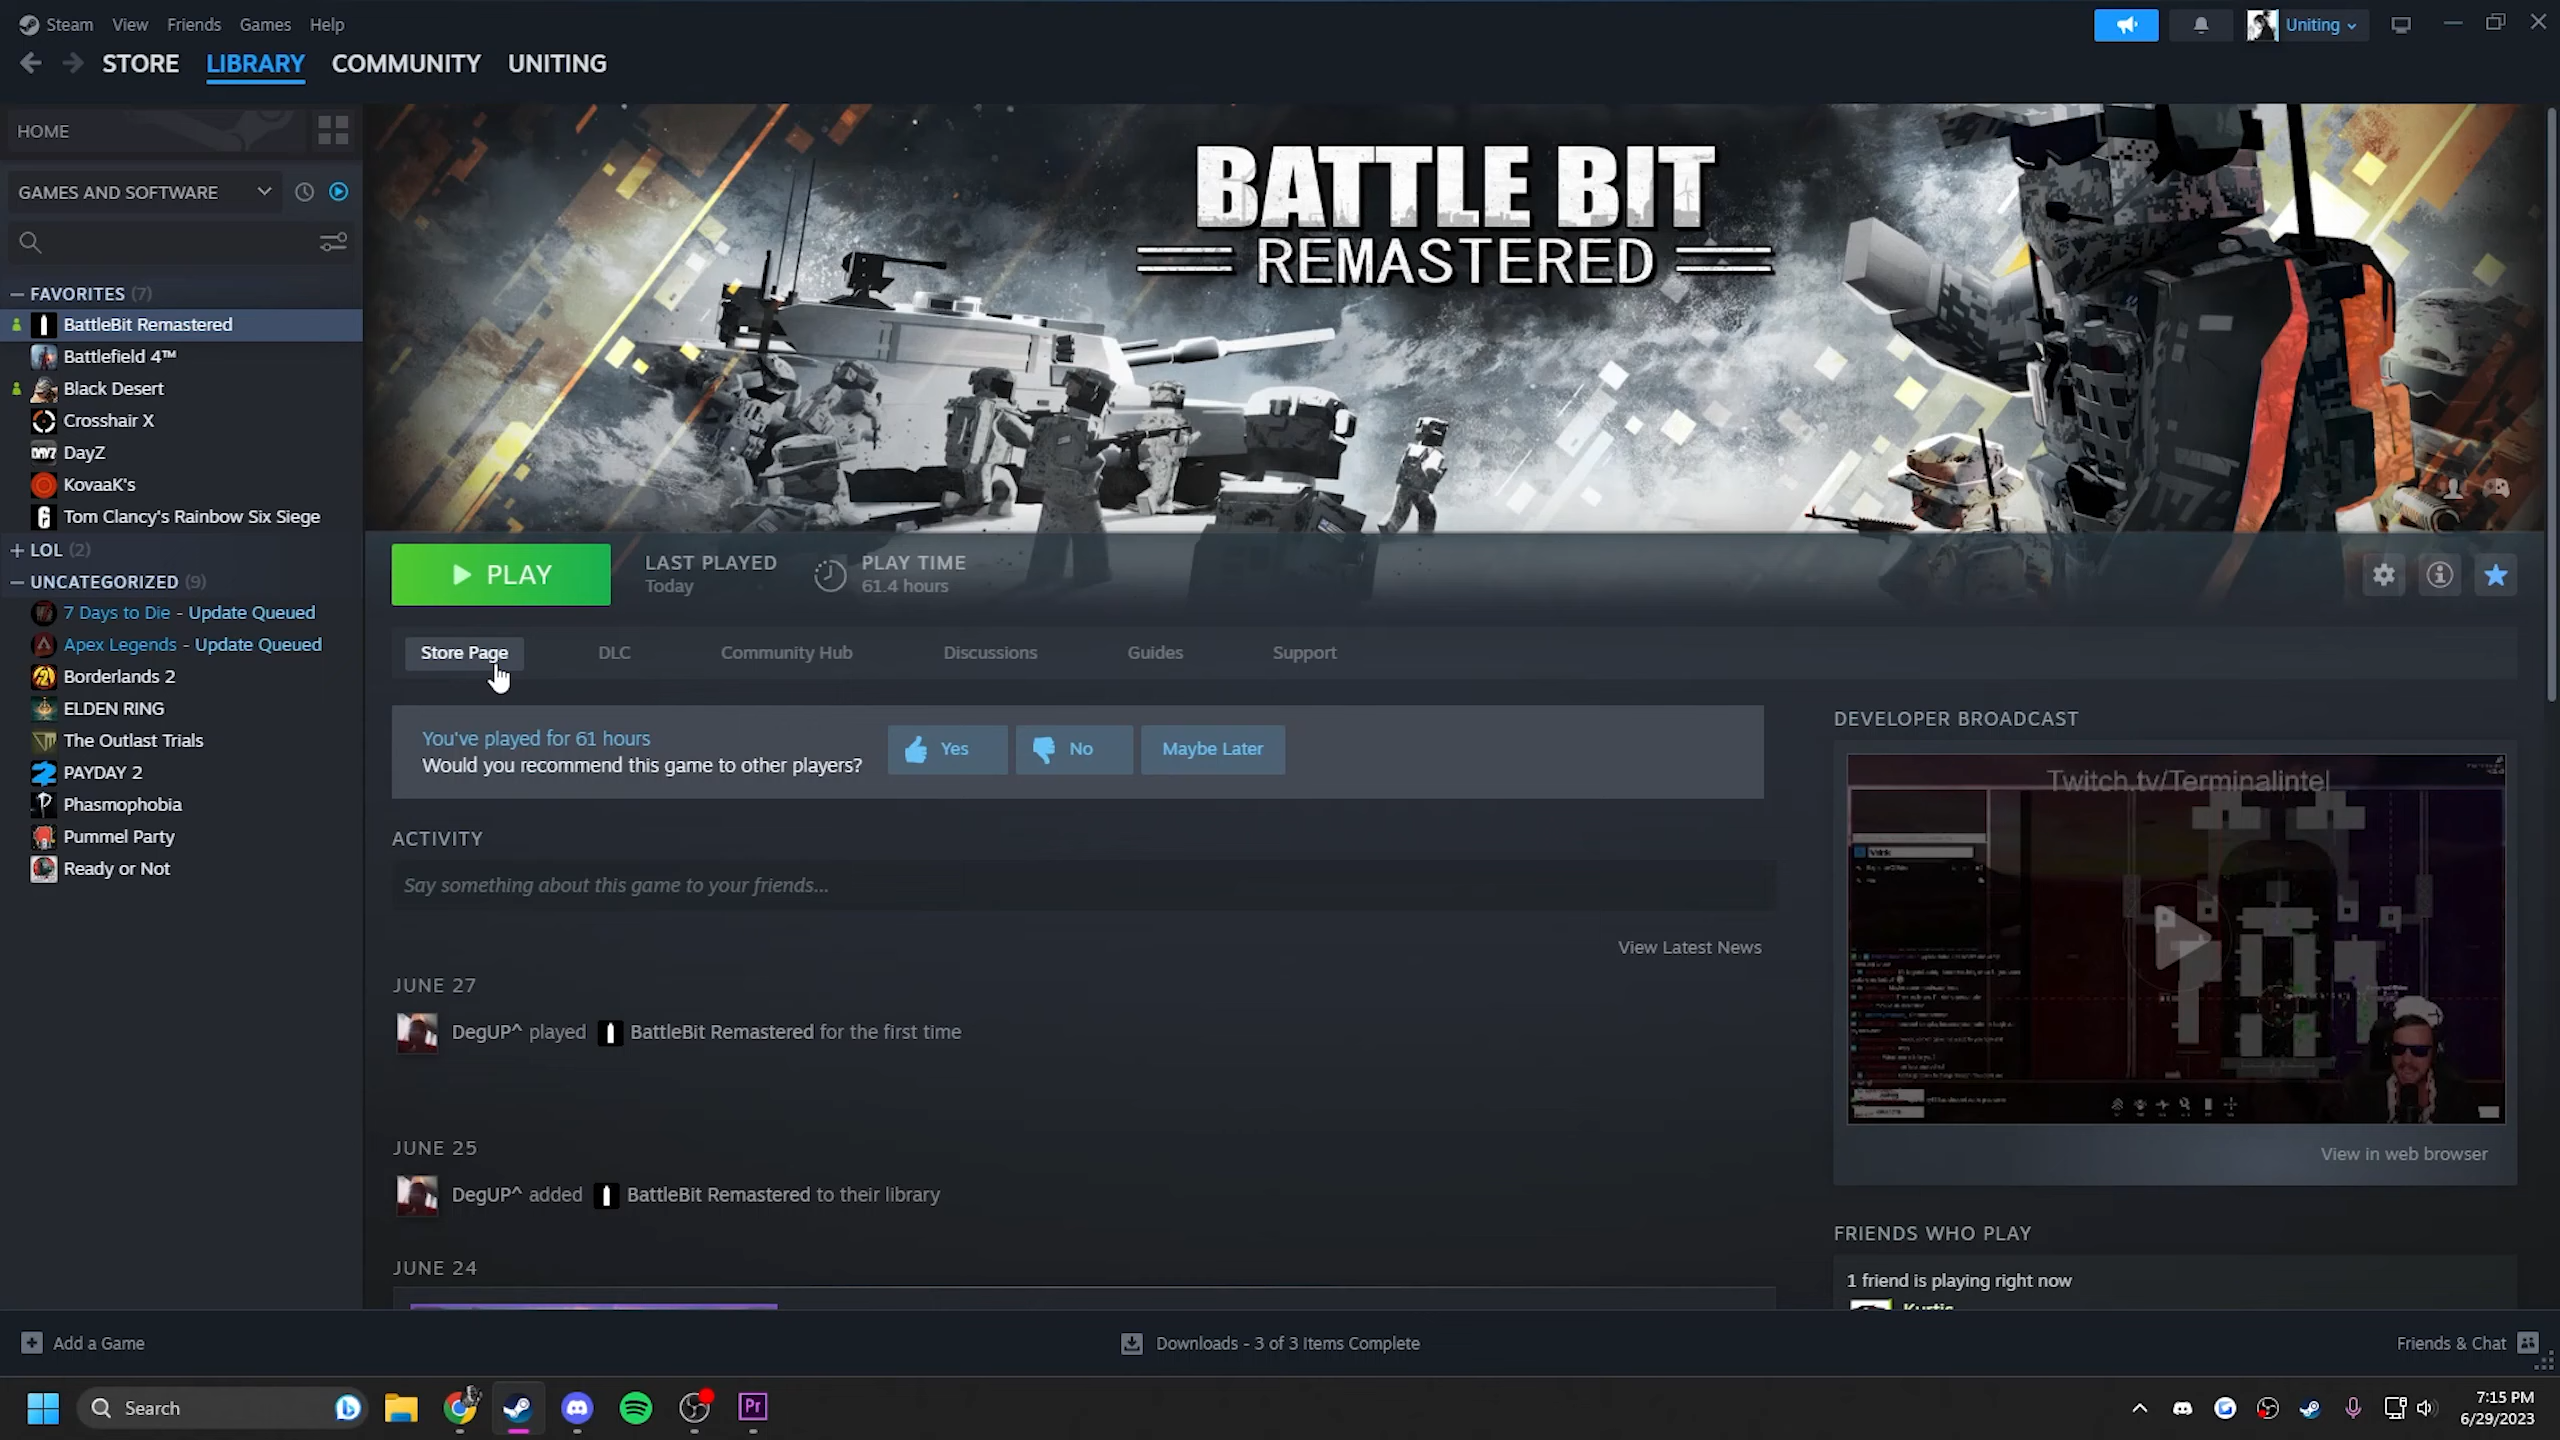 Steam View Friends Games Help
Uniting
STORE LIBRARY COMMUNITY UNITING
HOME
GAMES AND SOFTWARE
FAVORITES (7)
BattleBit Remastered
Battlefield 4™
Black Desert
Crosshair X
DayZ
KovaaK's
Tom Clancy's Rainbow Six Siege
LOL (2)
UNCATEGORIZED (9)
7 Days to Die - Update Queued
Apex Legends - Update Queued
Borderlands 2
ELDEN RING
The Outlast Trials
PAYDAY 2
Phasmophobia
Pummel Party
Ready or Not
BATTLE BIT
REMASTERED
PLAY
LAST PLAYED
Today
PLAY TIME
61.4 hours
Store Page DLC Community Hub Discussions Guides Support
You've played for 61 hours
Would you recommend this game to other players?
Yes No Maybe Later
ACTIVITY
Say something about this game to your friends...
View Latest News
JUNE 27
DegUP^ played BattleBit Remastered for the first time
JUNE 25
DegUP^ added BattleBit Remastered to their library
JUNE 24
DEVELOPER BROADCAST
Twitch.tv/Terminalintel
View in web browser
FRIENDS WHO PLAY
1 friend is playing right now
Kurtis
Add a Game
Downloads - 3 of 3 Items Complete
Friends & Chat
Search
Pr
7:15 PM
6/29/2023